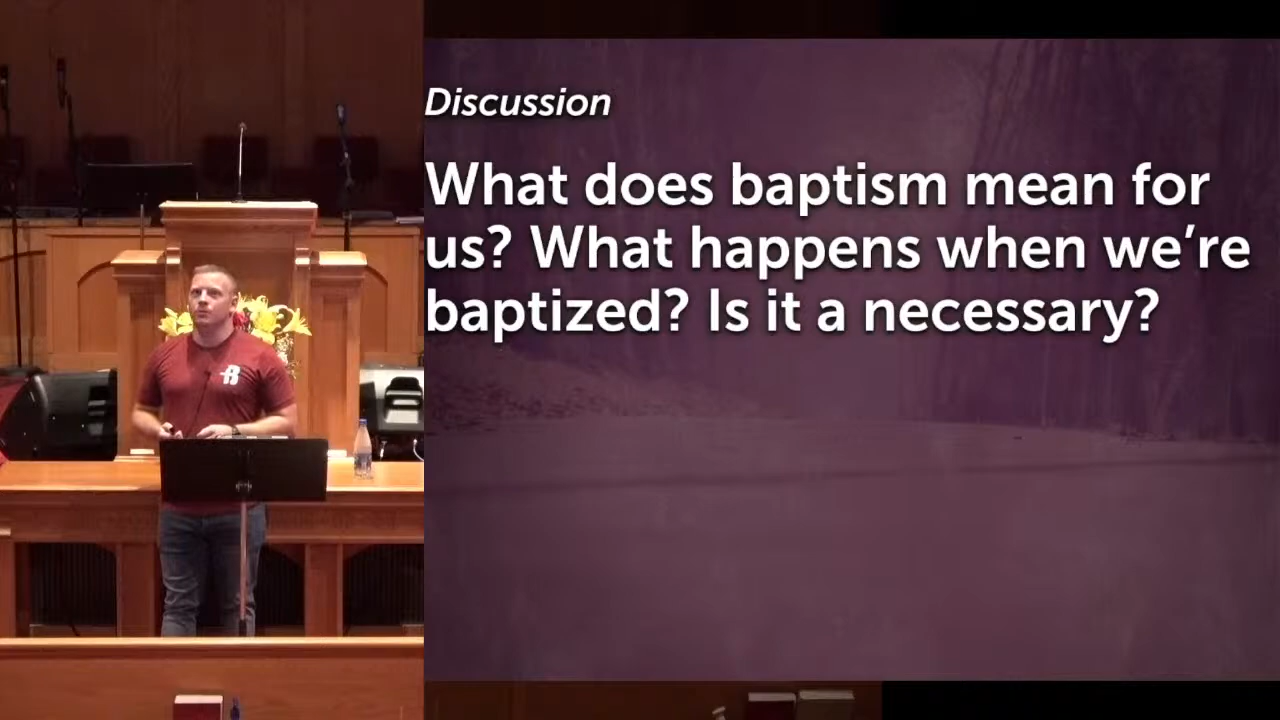 Discussion
What does baptism mean for
us? What happens when we’re
baptized? Is it a necessary?